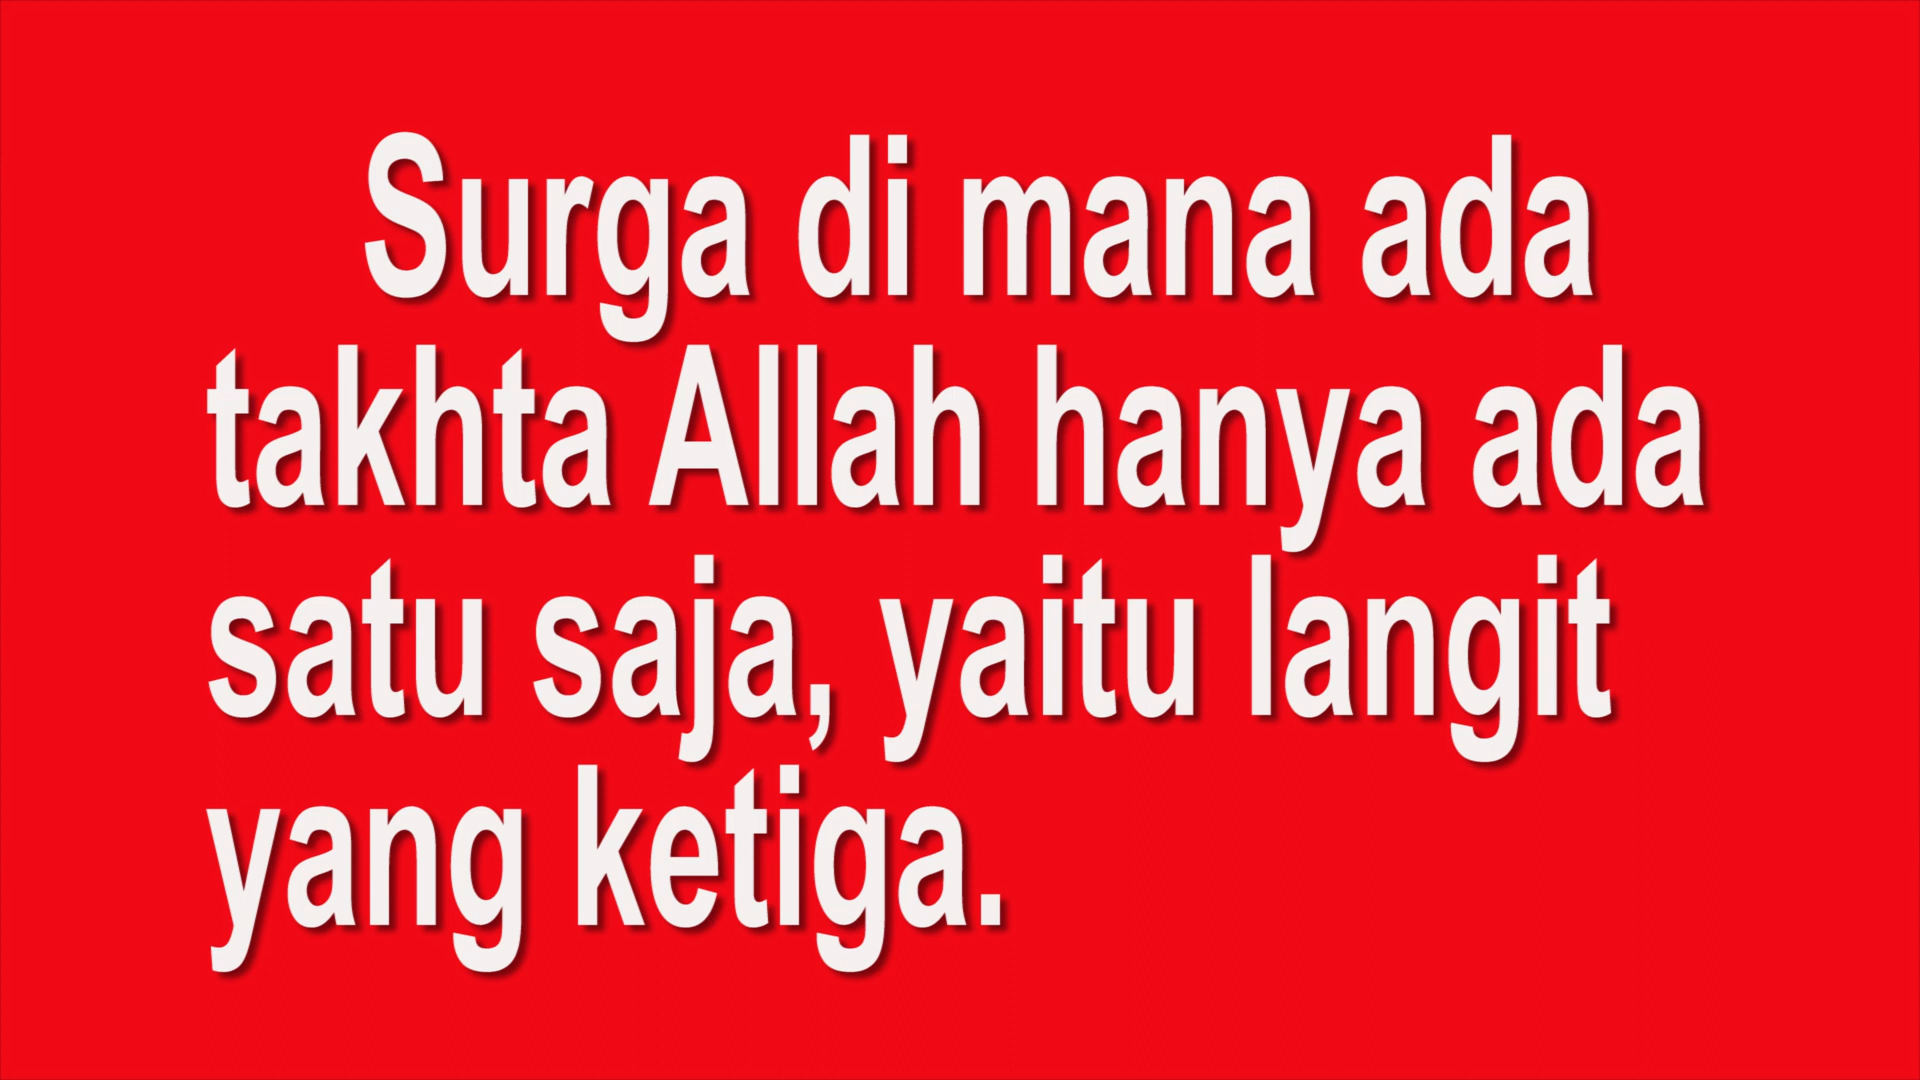 Surga di mana ada
takhta Allah hanya ada
satu saja, yaitu langit
yang ketiga.